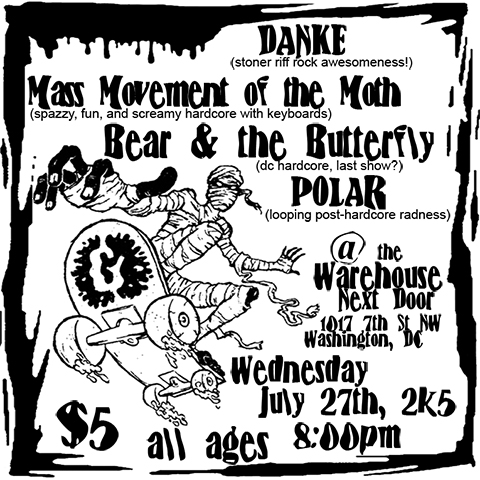 DANKE
(stoner riff rock awesomeness!)
Mass Movement of the Moth
(spazzy, fun, and screamy hardcore with keyboards)
Bear & the Butterfly
(dc hardcore, last show?)
POLAR
(looping post-hardcore radness)
@ the
Warehouse
Next Door
1017 7th St NW
Washington, DC
Wednesday
July 27th, 2k5
$5 all ages 8:00pm